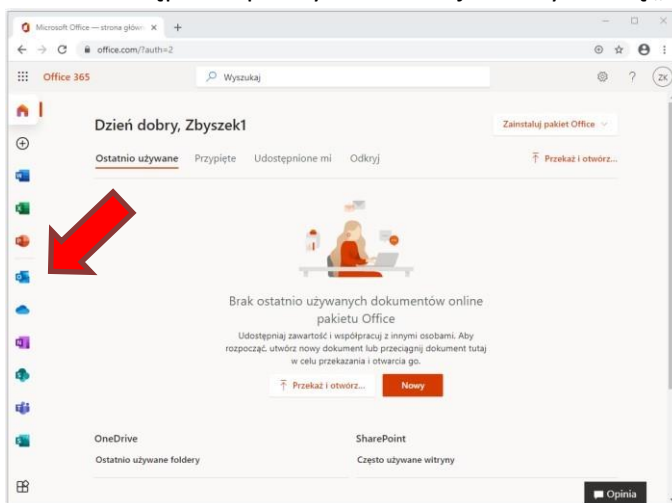 Microsoft Office — strona główn
office.com/?auth=2
Office 365
Wyszukaj
ZK
Dzień dobry, Zbyszek1
Zainstaluj pakiet Office
Ostatnio używane Przypięte Udostępnione mi Odkryj
Przekaż i otwórz...
Brak ostatnio używanych dokumentów online
pakietu Office
Udostępniaj zawartość i współpracuj z innymi osobami. Aby
rozpocząć, utwórz nowy dokument lub przeciągnij dokument tutaj
w celu przekazania i otwarcia go.
Przekaż i otwórz... Nowy
OneDrive SharePoint
Ostatnio używane foldery Często używane witryny
Opinia